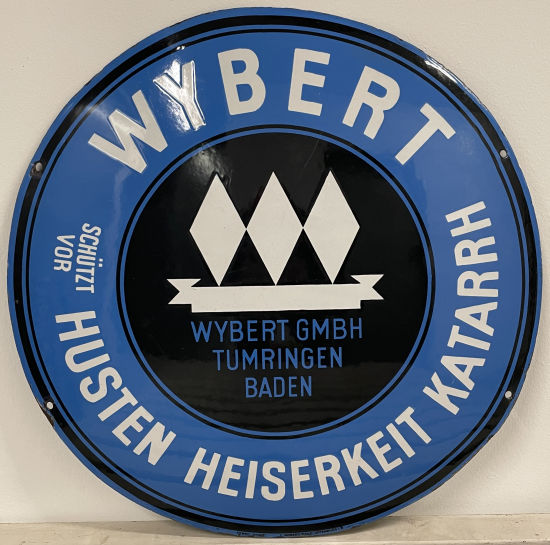 WYBERT
SCHÜTZT
VOR
HUSTEN HEISERKEIT KATARRH
WYBERT GMBH
TUMRINGEN
BADEN